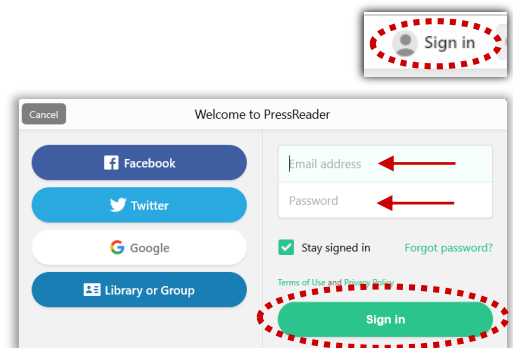 Sign in
Cancel
Welcome to PressReader
Facebook
Twitter
Google
Library or Group
Email address
Password
Stay signed in
Forgot password?
Terms of Use and Privacy Policy
Sign in